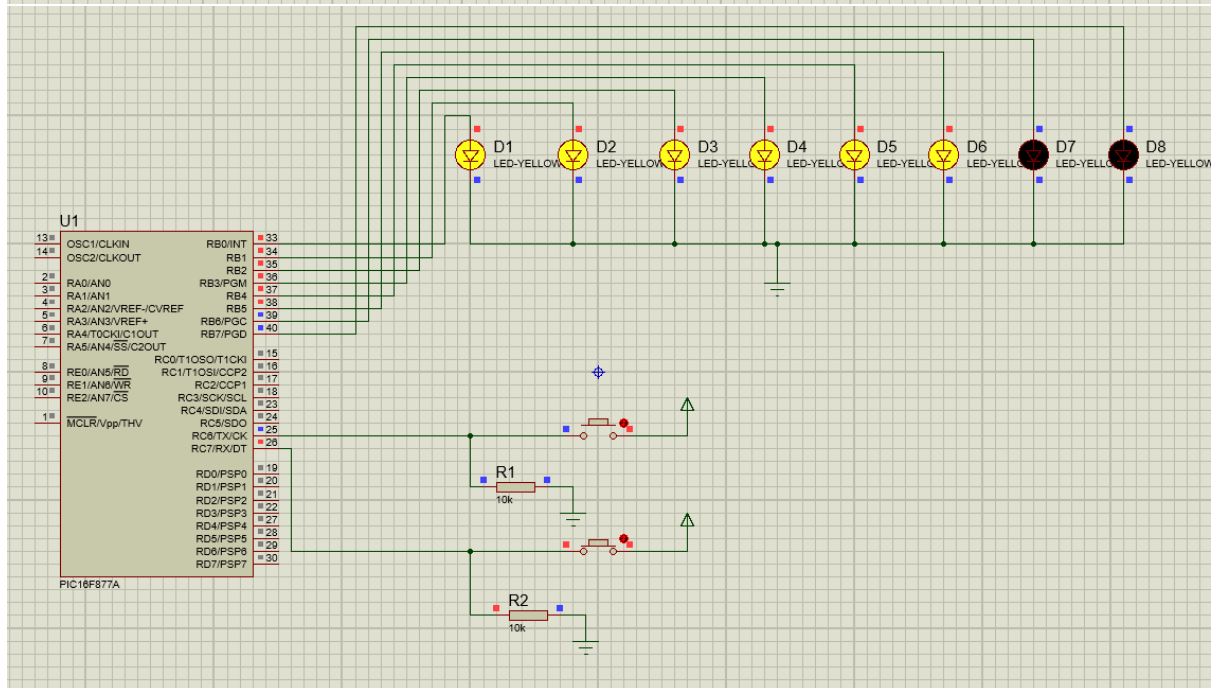 D1
LED-YELLOW
D2
LED-YELLOW
D3
LED-YELLO
D4
LED-YELLO
D5
LED-YELLO
D6
LED-YELLO
D7
LED-YELLO
D8
LED-YELLOW
U1
13
OSC1/CLKIN
14
OSC2/CLKOUT
2
RA0/AN0
3
RA1/AN1
4
RA2/AN2/VREF-/CVREF
5
RA3/AN3/VREF+
6
RA4/T0CKI/C1OUT
7
RA5/AN4/SS/C2OUT
8
RE0/AN5/RD
9
RE1/AN6/WR
10
RE2/AN7/CS
1
MCLR/Vpp/THV
RB0/INT
33
RB1
34
RB2
35
RB3/PGM
36
RB4
37
RB5
38
RB6/PGC
39
RB7/PGD
40
RC0/T1OSO/T1CKI
15
RC1/T1OSI/CCP2
16
RC2/CCP1
17
RC3/SCK/SCL
18
RC4/SDI/SDA
23
RC5/SDO
24
RC6/TX/CK
25
RC7/RX/DT
26
RD0/PSP0
19
RD1/PSP1
20
RD2/PSP2
21
RD3/PSP3
22
RD4/PSP4
27
RD5/PSP5
28
RD6/PSP6
29
RD7/PSP7
30
PIC16F877A
R1
10k
R2
10k